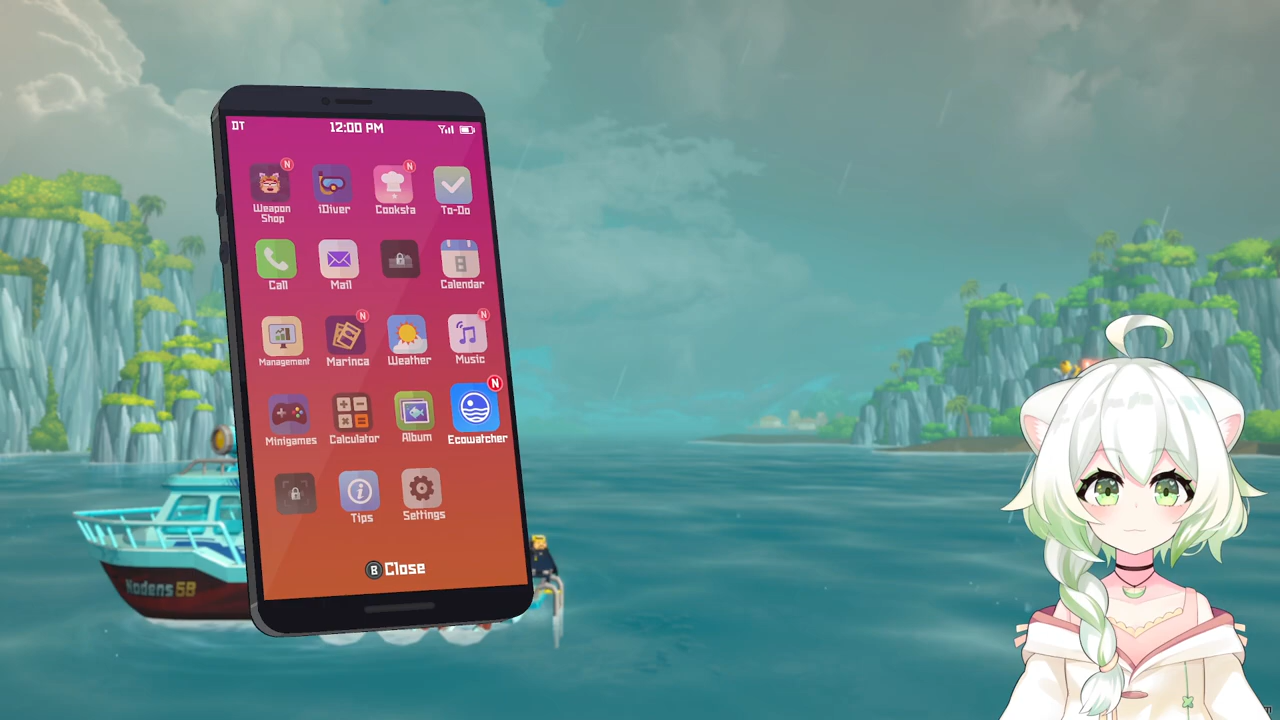 DT 12:00 PM
N N
Weapon Shop iDiver Cooksta To-Do
Call Mail Calendar
N N
Management Marinca Weather Music
N
Minigames Calculator Album Ecowatcher
Tips Settings
B Close
Kodens 68